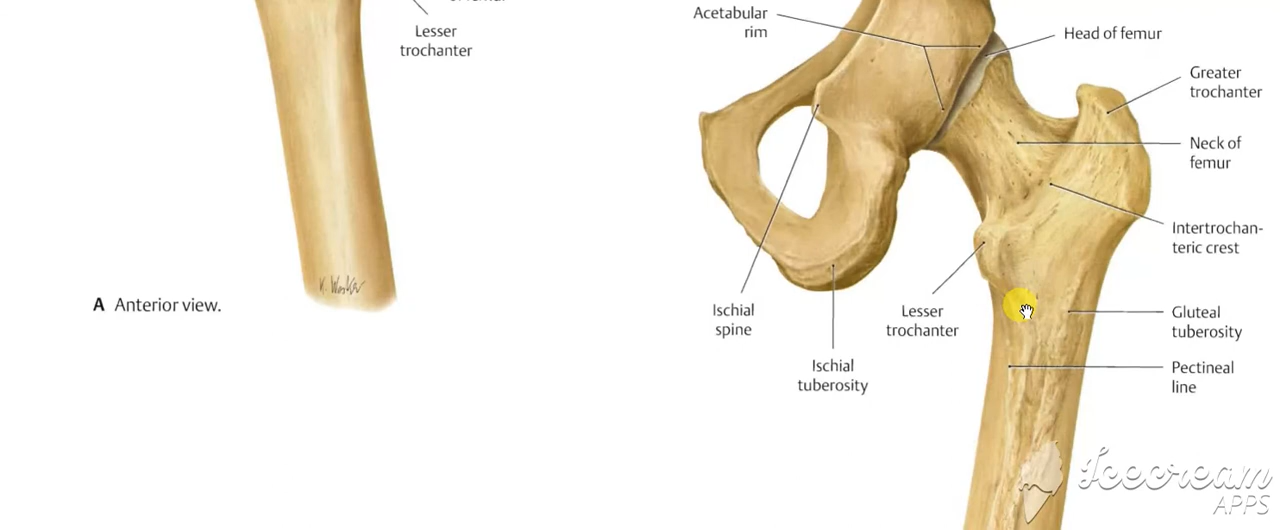 Lesser
trochanter
K. Wesker
A Anterior view.
Acetabular
rim
Head of femur
Greater
trochanter
Neck of
femur
Intertrochan-
teric crest
Ischial
spine
Lesser
trochanter
Gluteal
tuberosity
Ischial
tuberosity
Pectineal
line
Icecream
APPS